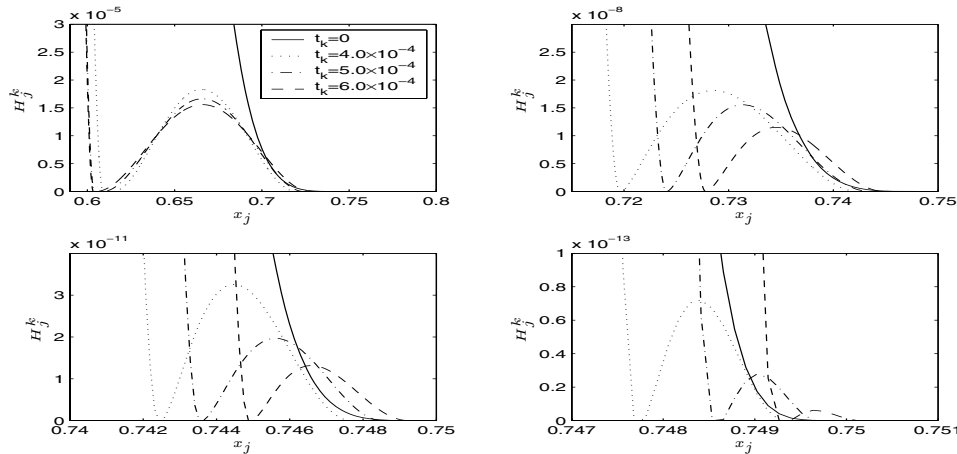 x 10⁻⁵
3
2.5
2
1.5
1
0.5
0
H_j^k
0.6 0.65 0.7 0.75 0.8
x_j
t_k=0
t_k=4.0×10⁻⁴
t_k=5.0×10⁻⁴
t_k=6.0×10⁻⁴
x 10⁻⁸
3
2.5
2
1.5
1
0.5
0
H_j^k
0.72 0.73 0.74 0.75
x_j
x 10⁻¹¹
3
2
1
0
H_j^k
0.74 0.742 0.744 0.746 0.748 0.75
x_j
x 10⁻¹³
1
0.8
0.6
0.4
0.2
0
H_j^k
0.747 0.748 0.749 0.75 0.751
x_j